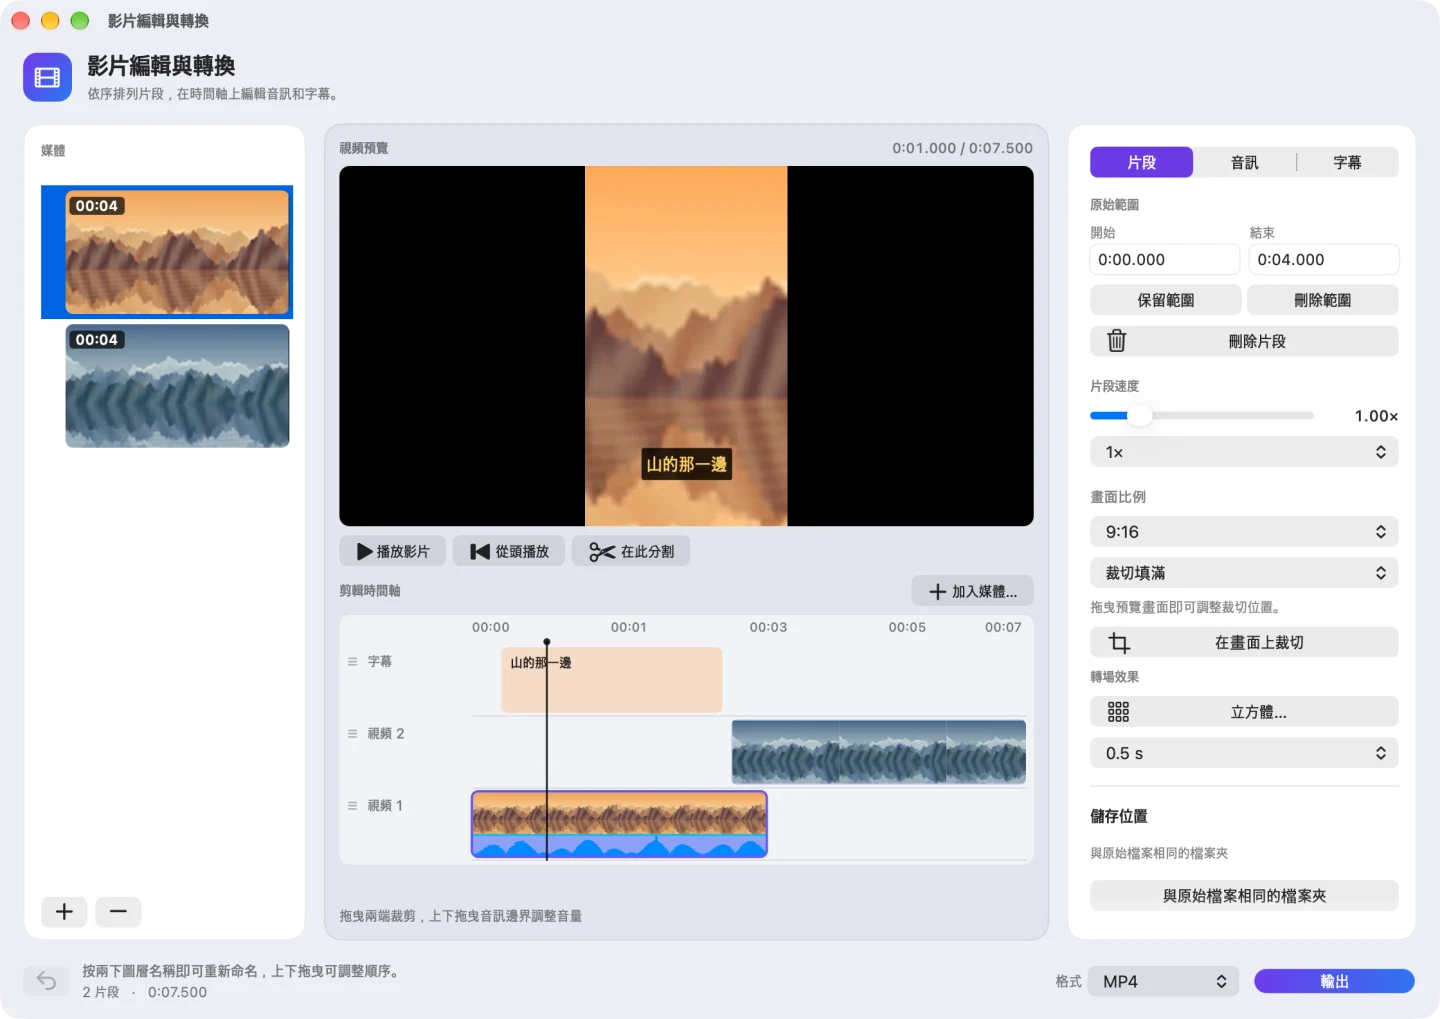 影片編輯與轉換
影片編輯與轉換
依序排列片段，在時間軸上編輯音訊和字幕。
媒體
00:04
00:04
視頻預覽
0:01.000 / 0:07.500
山的那一邊
播放影片
從頭播放
在此分割
剪輯時間軸
加入媒體...
00:00
00:01
00:03
00:05
00:07
字幕
山的那一邊
視頻 2
視頻 1
拖曳兩端裁剪，上下拖曳音訊邊界調整音量
片段
音訊
字幕
原始範圍
開始
結束
0:00.000
0:04.000
保留範圍
刪除範圍
刪除片段
片段速度
1.00×
1×
畫面比例
9:16
裁切填滿
拖曳預覽畫面即可調整裁切位置。
在畫面上裁切
轉場效果
立方體...
0.5 s
儲存位置
與原始檔案相同的檔案夾
與原始檔案相同的檔案夾
按兩下圖層名稱即可重新命名，上下拖曳可調整順序。
2 片段 · 0:07.500
格式
MP4
輸出